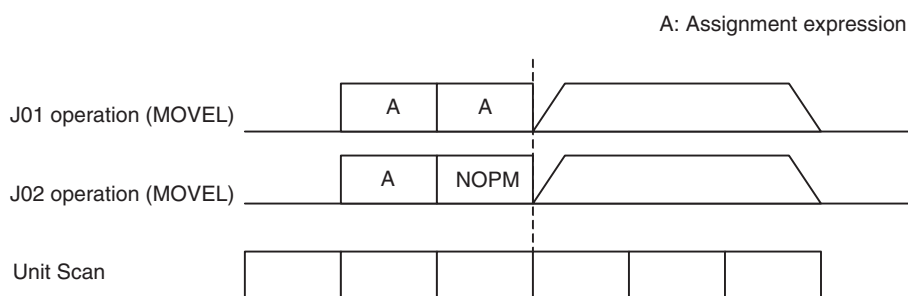 A: Assignment expression
J01 operation (MOVEL)
A
A
J02 operation (MOVEL)
A
NOPM
Unit Scan